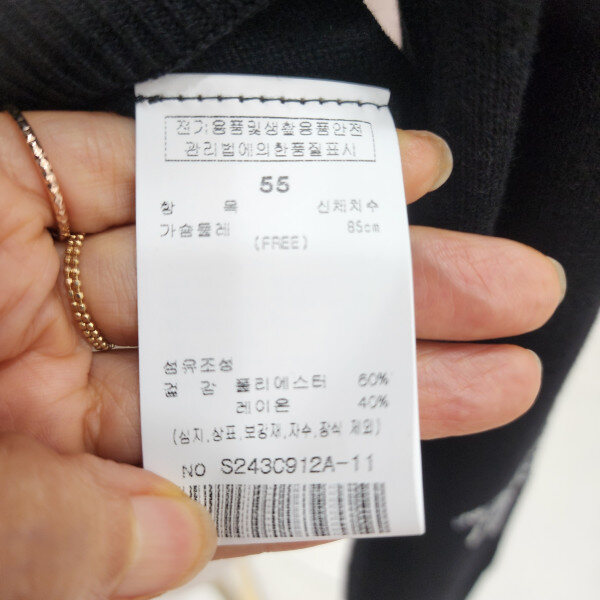 전기용품및생활용품안전
관리법에의한품질표시
55
항 목 신체치수
가슴둘레 85cm
(FREE)
섬유조성
겉 감 폴리에스터 60%
레이온 40%
(심지,상표,보강재,자수,장식 제외)
NO S243C912A-11